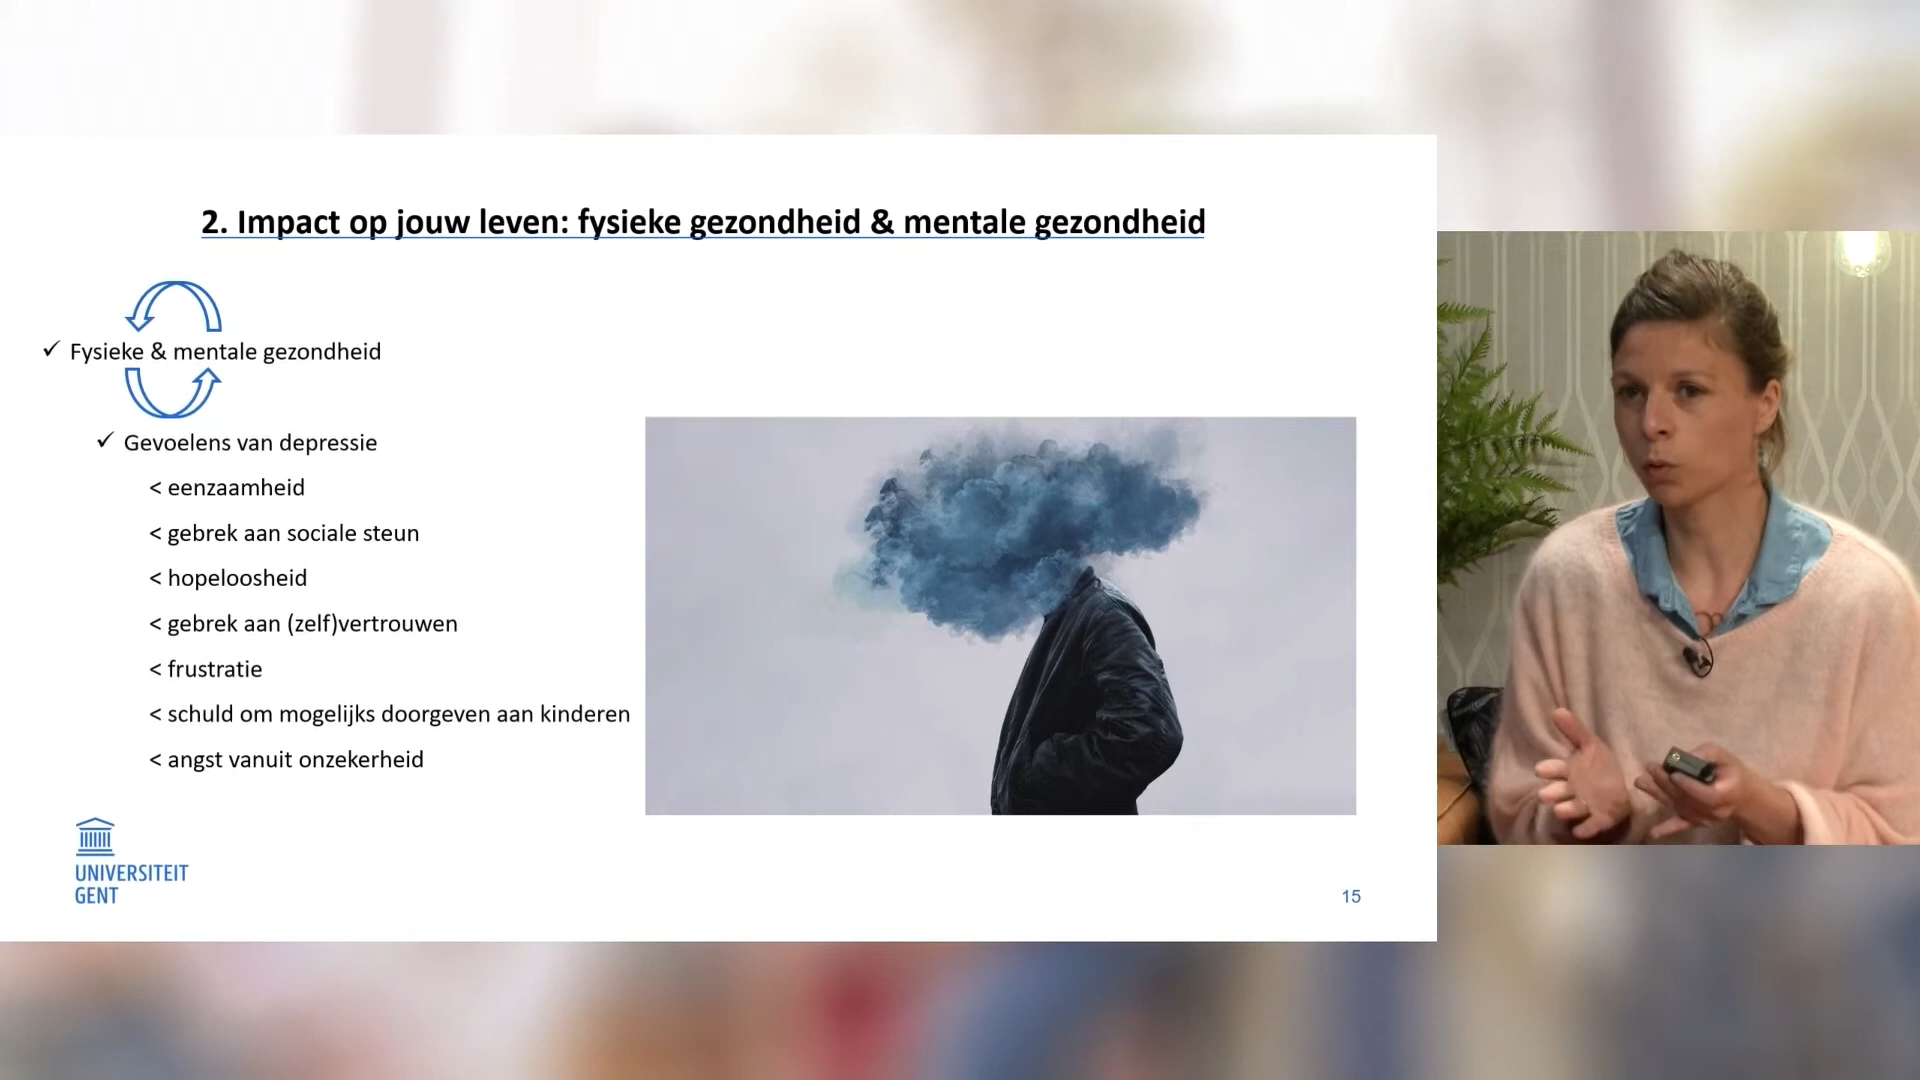 2. Impact op jouw leven: fysieke gezondheid & mentale gezondheid
✓ Fysieke & mentale gezondheid
✓ Gevoelens van depressie
< eenzaamheid
< gebrek aan sociale steun
< hopeloosheid
< gebrek aan (zelf)vertrouwen
< frustratie
< schuld om mogelijks doorgeven aan kinderen
< angst vanuit onzekerheid
UNIVERSITEIT
GENT
15